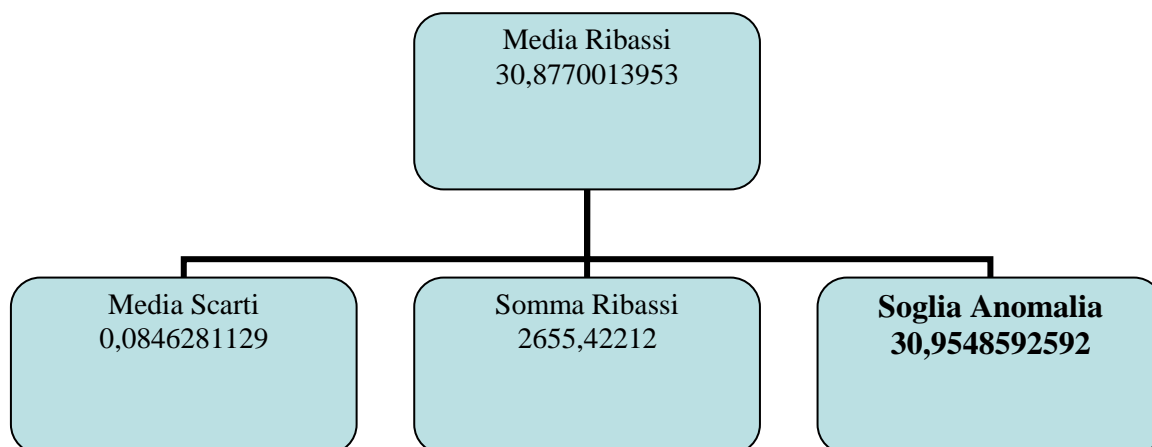 Media Ribassi
30,8770013953
Media Scarti
0,0846281129
Somma Ribassi
2655,42212
Soglia Anomalia
30,9548592592